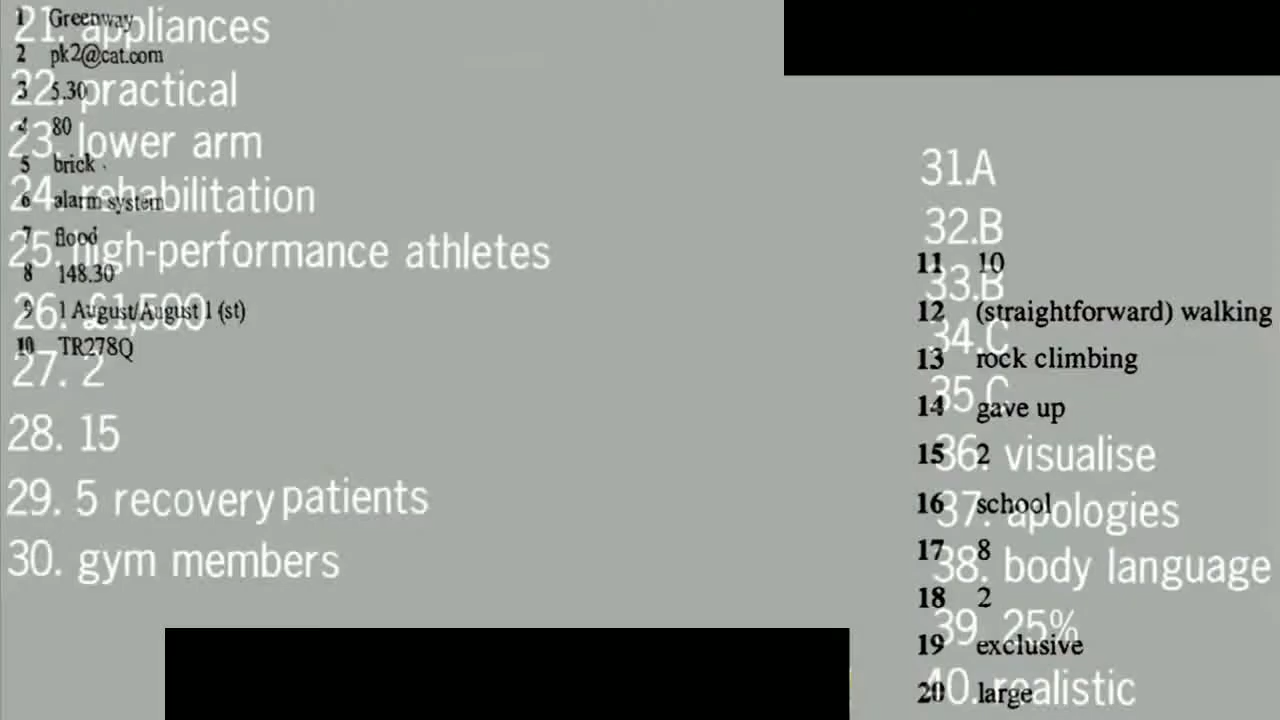 1 Greenway
2 pk2@cat.com
3 5.30
4 80
5 brick
6 alarm system
7 flood
8 148.30
9 1 August/August 1 (st)
10 TR278Q
11 10
12 (straightforward) walking
13 rock climbing
14 gave up
15 2
16 school
17 8
18 2
19 exclusive
20 large
21. appliances
22. practical
23. lower arm
24. rehabilitation
25. high-performance athletes
26. £1,500
27. 2
28. 15
29. 5 recovery patients
30. gym members
31.A
32.B
33.B
34.C
35.C
36. visualise
37. apologies
38. body language
39. 25%
40. realistic